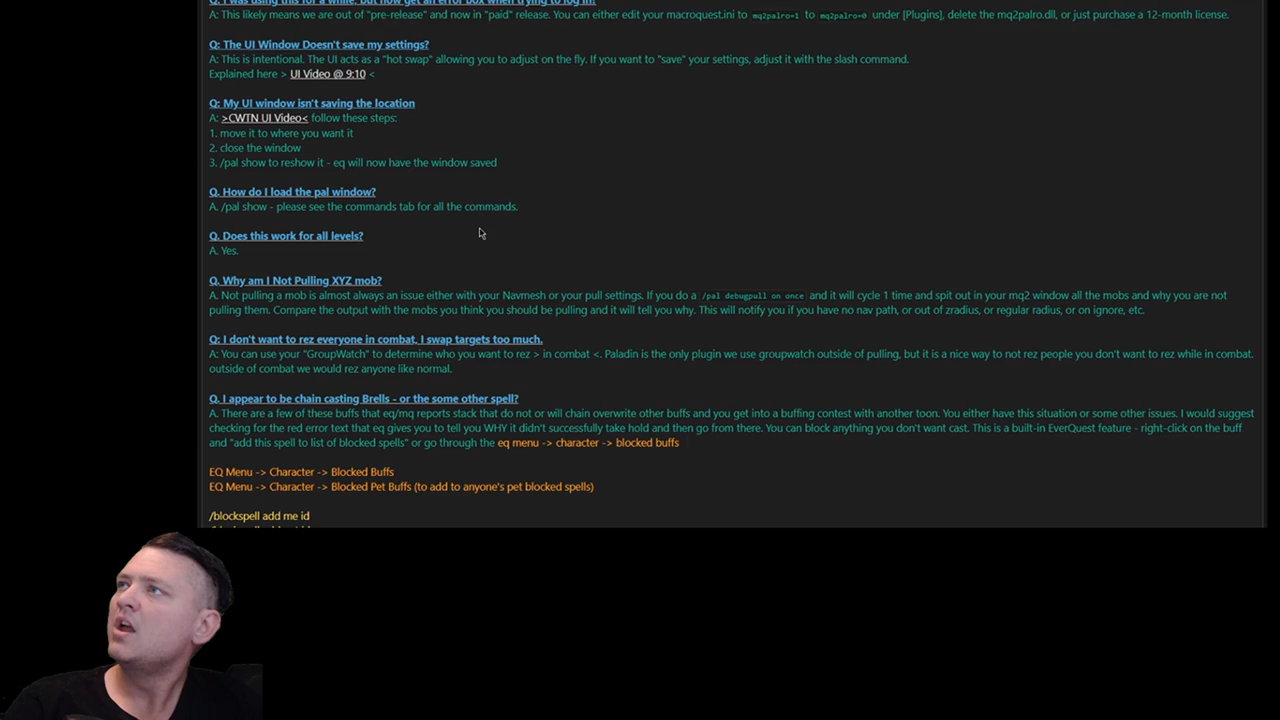 Q. I was using this for a while, but now get an error box when trying to log in?
A: This likely means we are out of "pre-release" and now in "paid" release. You can either edit your macroquest.ini to mq2palro=1 to mq2palro=0 under [Plugins], delete the mq2palro.dll, or just purchase a 12-month license.
Q: The UI Window Doesn't save my settings?
A: This is intentional. The UI acts as a "hot swap" allowing you to adjust on the fly. If you want to "save" your settings, adjust it with the slash command.
Explained here > UI Video @ 9:10 <
Q: My UI window isn't saving the location
A: >CWTN UI Video< follow these steps:
1. move it to where you want it
2. close the window
3. /pal show to reshow it - eq will now have the window saved
Q. How do I load the pal window?
A. /pal show - please see the commands tab for all the commands.
Q. Does this work for all levels?
A. Yes.
Q. Why am I Not Pulling XYZ mob?
A. Not pulling a mob is almost always an issue either with your Navmesh or your pull settings. If you do a /pal debugpull on once and it will cycle 1 time and spit out in your mq2 window all the mobs and why you are not
pulling them. Compare the output with the mobs you think you should be pulling and it will tell you why. This will notify you if you have no nav path, or out of zradius, or regular radius, or on ignore, etc.
Q: I don't want to rez everyone in combat, I swap targets too much.
A: You can use your "GroupWatch" to determine who you want to rez > in combat <. Paladin is the only plugin we use groupwatch outside of pulling, but it is a nice way to not rez people you don't want to rez while in combat.
outside of combat we would rez anyone like normal.
Q. I appear to be chain casting Brells - or the some other spell?
A. There are a few of these buffs that eq/mq reports stack that do not or will chain overwrite other buffs and you get into a buffing contest with another toon. You either have this situation or some other issues. I would suggest
checking for the red error text that eq gives you to tell you WHY it didn't successfully take hold and then go from there. You can block anything you don't want cast. This is a built-in EverQuest feature - right-click on the buff
and "add this spell to list of blocked spells" or go through the eq menu -> character -> blocked buffs
EQ Menu -> Character -> Blocked Buffs
EQ Menu -> Character -> Blocked Pet Buffs (to add to anyone's pet blocked spells)
/blockspell add me id